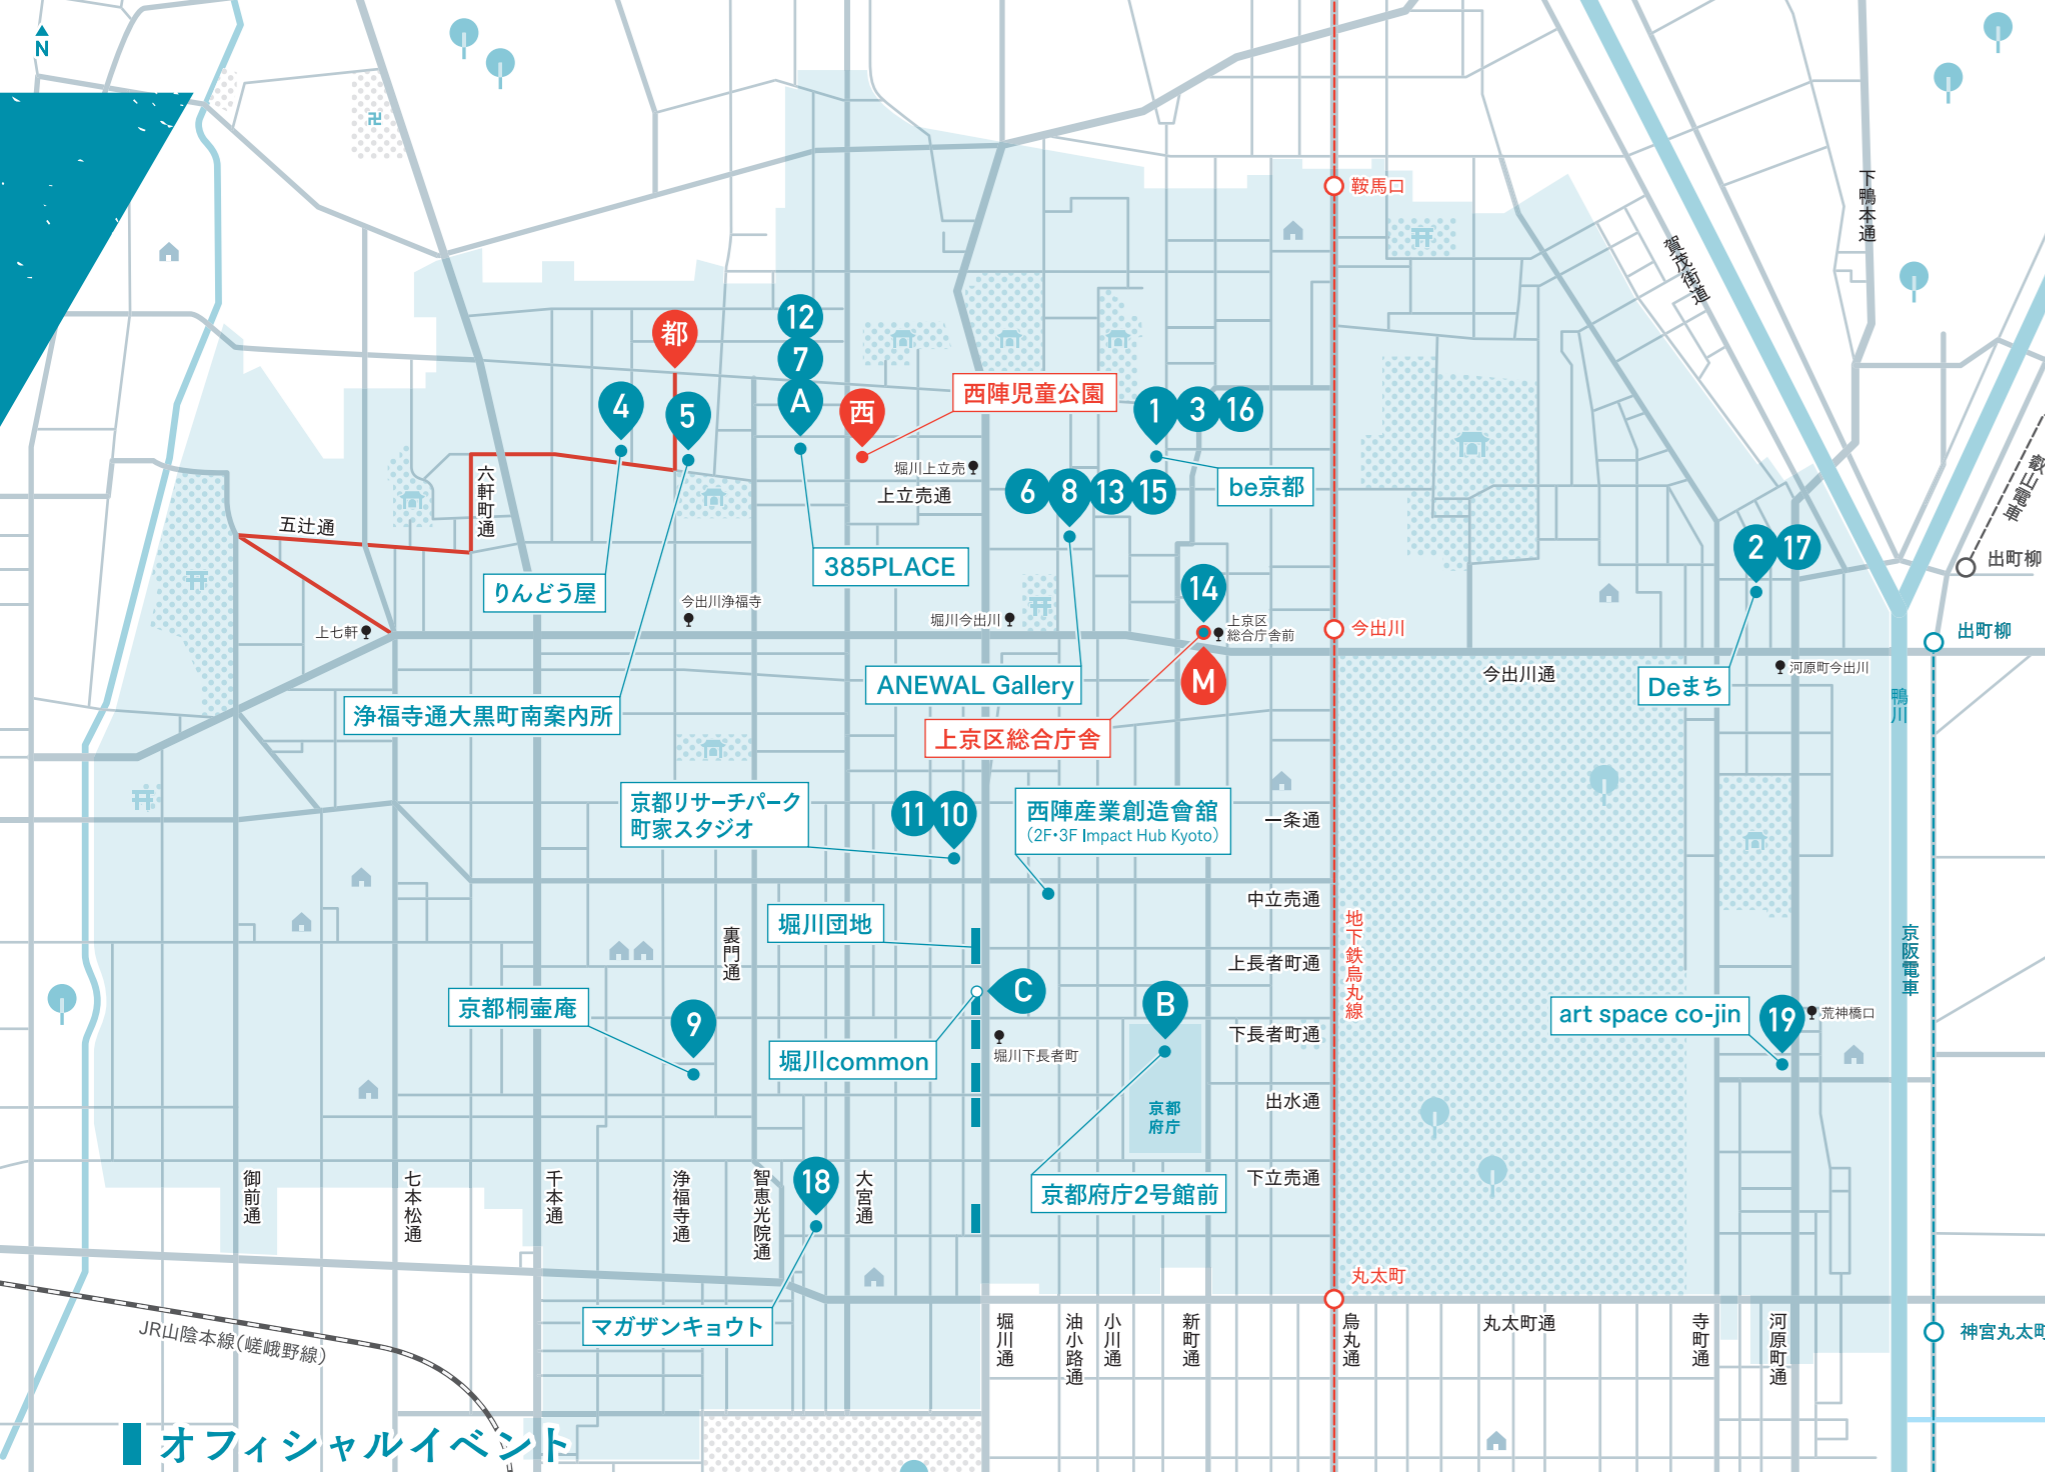 N
卍
鞍馬口
下鴨本通
賀茂街道
都
12
7
A
4
5
西
西陣児童公園
1
3
16
堀川上立売
上立売通
be京都
6
8
13
15
六軒町通
五辻通
叡山電車
2
17
出町柳
385PLACE
りんどう屋
14
今出川浄福寺
堀川今出川
上京区
総合庁舎前
上七軒
今出川
出町柳
ANEWAL Gallery
M
今出川通
Deまち
河原町今出川
鴨川
浄福寺通大黒町南案内所
上京区総合庁舎
京都リサーチパーク
町家スタジオ
11
10
西陣産業創造會舘
(2F・3F Impact Hub Kyoto)
一条通
中立売通
堀川団地
裏門通
地下鉄烏丸線
京阪電車
上長者町通
京都桐壷庵
9
C
B
art space co-jin
19
荒神橋口
堀川common
堀川下長者町
下長者町通
出水通
京都
府庁
御前通
七本松通
千本通
浄福寺通
智恵光院通
18
大宮通
下立売通
京都府庁2号館前
丸太町
マガザンキョウト
JR山陰本線(嵯峨野線)
堀川通
油小路通
小川通
新町通
烏丸通
丸太町通
寺町通
河原町通
神宮丸太町
オフィシャルイベント